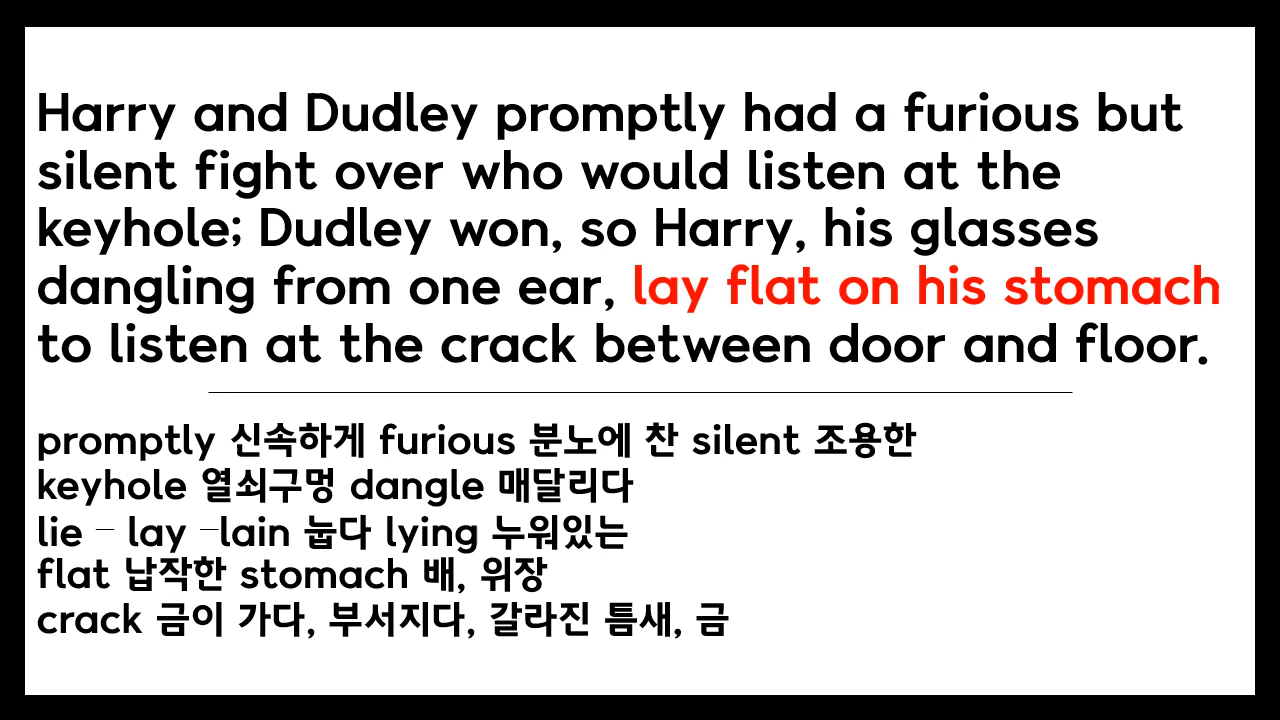 Harry and Dudley promptly had a furious but
silent fight over who would listen at the
keyhole; Dudley won, so Harry, his glasses
dangling from one ear, lay flat on his stomach
to listen at the crack between door and floor.
promptly 신속하게 furious 분노에 찬 silent 조용한
keyhole 열쇠구멍 dangle 매달리다
lie – lay –lain 눕다 lying 누워있는
flat 납작한 stomach 배, 위장
crack 금이 가다, 부서지다, 갈라진 틈새, 금